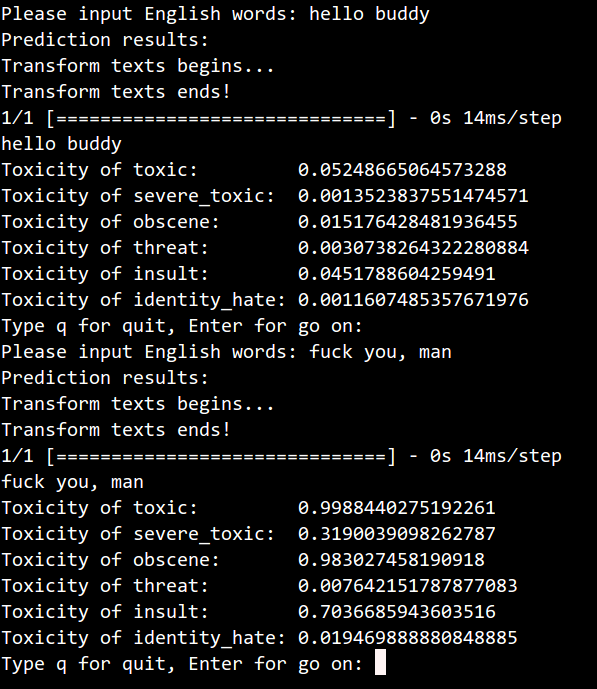 Please input English words: hello buddy
Prediction results:
Transform texts begins...
Transform texts ends!
1/1 [==============================] - 0s 14ms/step
hello buddy
Toxicity of toxic:         0.05248665064573288
Toxicity of severe_toxic:  0.0013523837551474571
Toxicity of obscene:       0.015176428481936455
Toxicity of threat:        0.0030738264322280884
Toxicity of insult:        0.0451788604259491
Toxicity of identity_hate: 0.0011607485357671976
Type q for quit, Enter for go on:
Please input English words: fuck you, man
Prediction results:
Transform texts begins...
Transform texts ends!
1/1 [==============================] - 0s 14ms/step
fuck you, man
Toxicity of toxic:         0.9988440275192261
Toxicity of severe_toxic:  0.3190039098262787
Toxicity of obscene:       0.983027458190918
Toxicity of threat:        0.007642151787877083
Toxicity of insult:        0.7036685943603516
Toxicity of identity_hate: 0.019469888880848885
Type q for quit, Enter for go on: